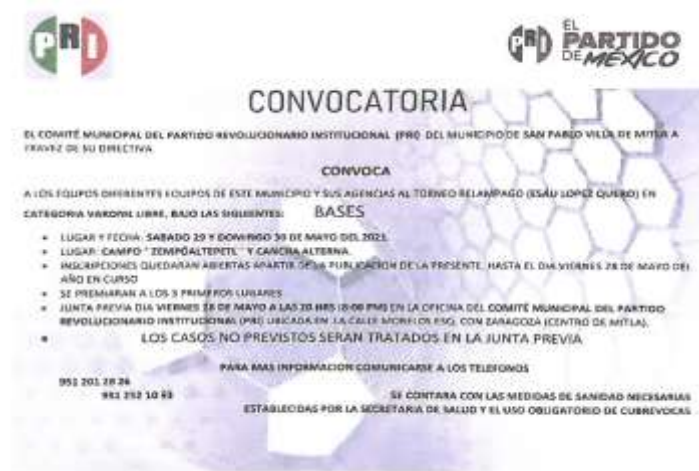 PRI
PRI EL PARTIDO DE MÉXICO
CONVOCATORIA
EL COMITÉ MUNICIPAL DEL PARTIDO REVOLUCIONARIO INSTITUCIONAL (PRI) DEL MUNICIPIO DE SAN PABLO VILLA DE MITLA A
TRAVEZ DE SU DIRECTIVA
CONVOCA
A LOS EQUIPOS DIFERENTES EQUIPOS DE ESTE MUNICIPIO Y SUS AGENCIAS AL TORNEO RELAMPAGO (ESAU LOPEZ QUERO) EN
CATEGORIA VARONIL LIBRE, BAJO LAS SIGUIENTES: BASES
• LUGAR Y FECHA: SABADO 29 Y DOMINGO 30 DE MAYO DEL 2021.
• LUGAR: CAMPO "ZEMPOALTEPETL" Y CANCHA ALTERNA.
• INSCRIPCIONES QUEDARAN ABIERTAS APARTIR DE LA PUBLICACION DE LA PRESENTE, HASTA EL DIA VIERNES 28 DE MAYO DEL
AÑO EN CURSO
• SE PREMIARAN A LOS 3 PRIMEROS LUGARES
• JUNTA PREVIA DIA VIERNES 28 DE MAYO A LAS 20 HRS (8:00 PM) EN LA OFICINA DEL COMITÉ MUNICIPAL DEL PARTIDO
REVOLUCIONARIO INSTITUCIONAL (PRI) UBICADA EN LA CALLE MORELOS ESQ. CON ZARAGOZA (CENTRO DE MITLA).
• LOS CASOS NO PREVISTOS SERAN TRATADOS EN LA JUNTA PREVIA
PARA MAS INFORMACION COMUNICARSE A LOS TELEFONOS
951 201 28 26
951 252 10
SE CONTARA CON LAS MEDIDAS DE SANIDAD NECESARIAS
ESTABLECIDAS POR LA SECRETARIA DE SALUD Y EL USO OBLIGATORIO DE CUBREVOCAS